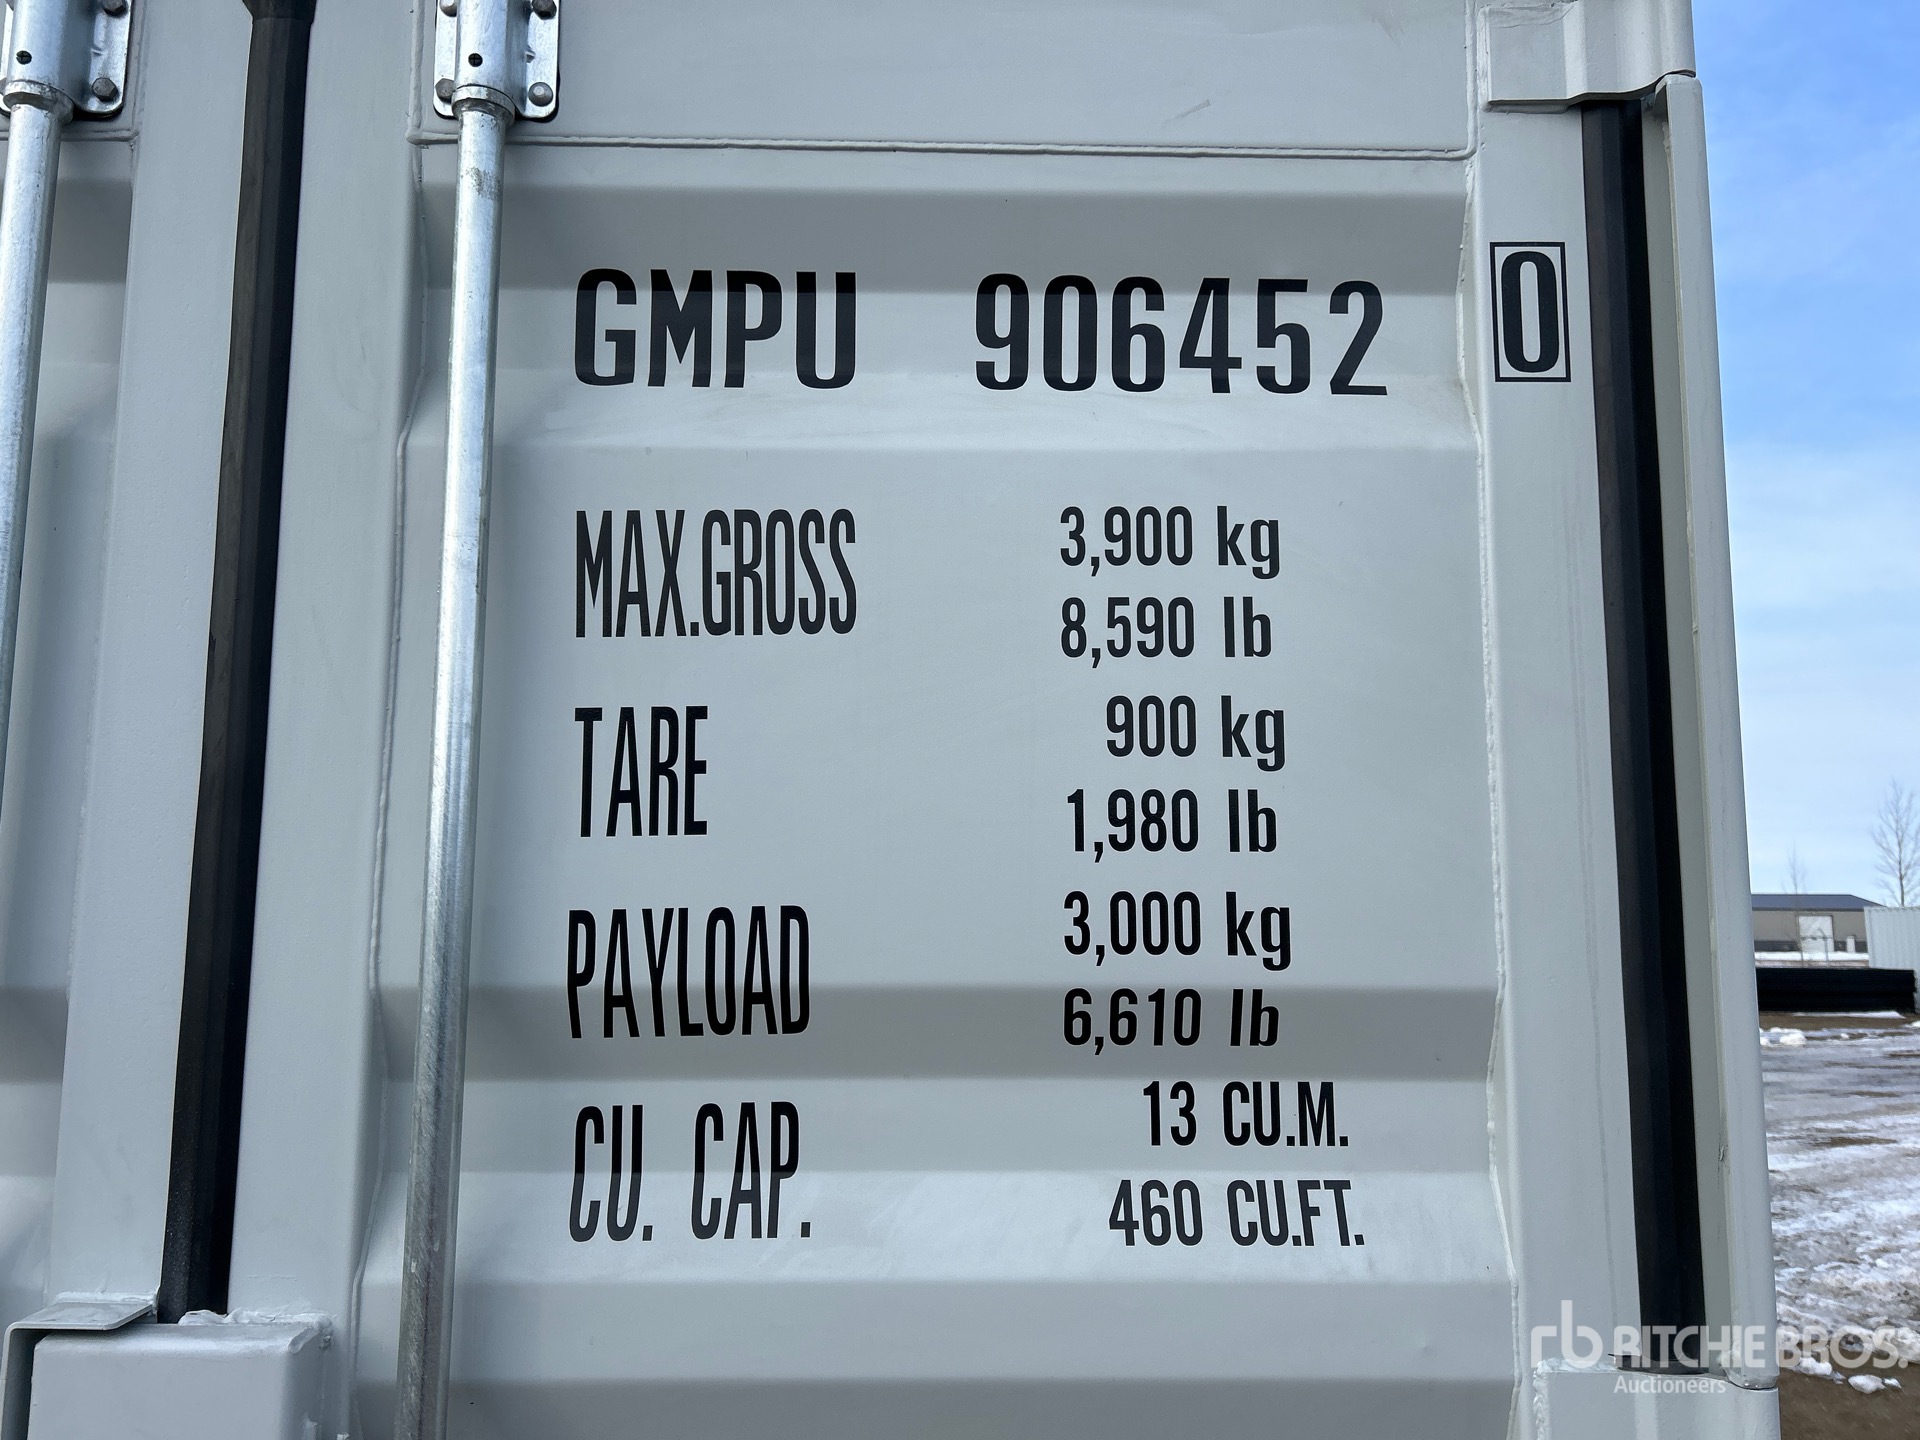 GMPU 906452 0
MAX.GROSS 3,900 kg
8,590 lb
TARE 900 kg
1,980 lb
PAYLOAD 3,000 kg
6,610 lb
CU. CAP. 13 CU.M.
460 CU.FT.
rb RITCHIE BROS.
Auctioneers